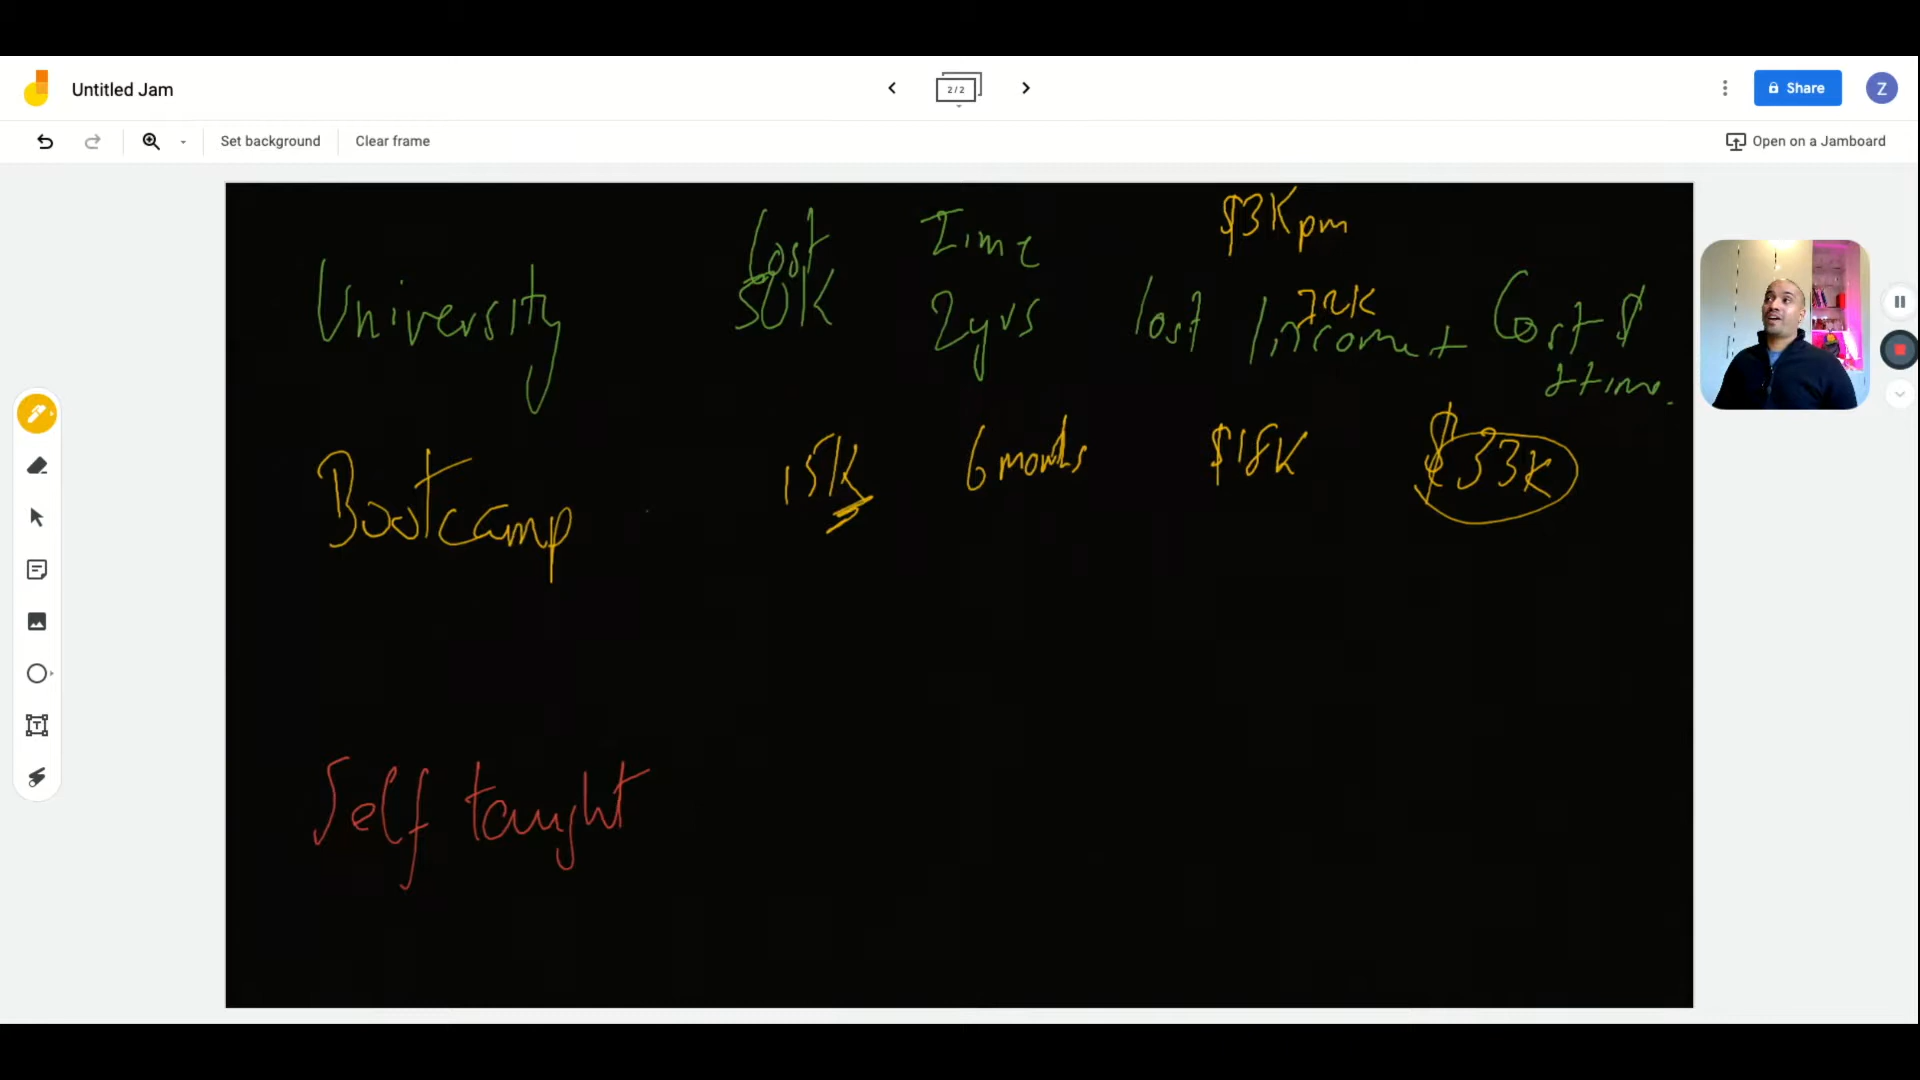 Untitled Jam
2 / 2
Share
Z
Set background
Clear frame
Open on a Jamboard
$3K pm
Cost Time
72K
University 50K 2yrs lost Income + Cost $
+ time.
Bootcamp 15K 6 months $18K $33K
Self taught